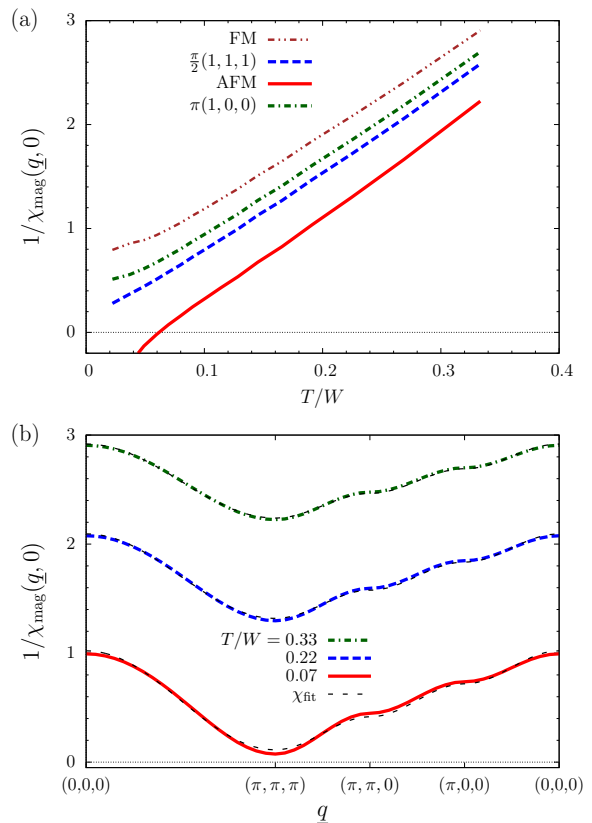 (a)
3
2
1
0
1/χmag(q,0)
FM
π/2(1,1,1)
AFM
π(1,0,0)
0
0.1
0.2
0.3
0.4
T/W
(b)
3
2
1
0
1/χmag(q,0)
T/W = 0.33
0.22
0.07
χfit
(0,0,0)
(π,π,π)
(π,π,0)
(π,0,0)
(0,0,0)
q